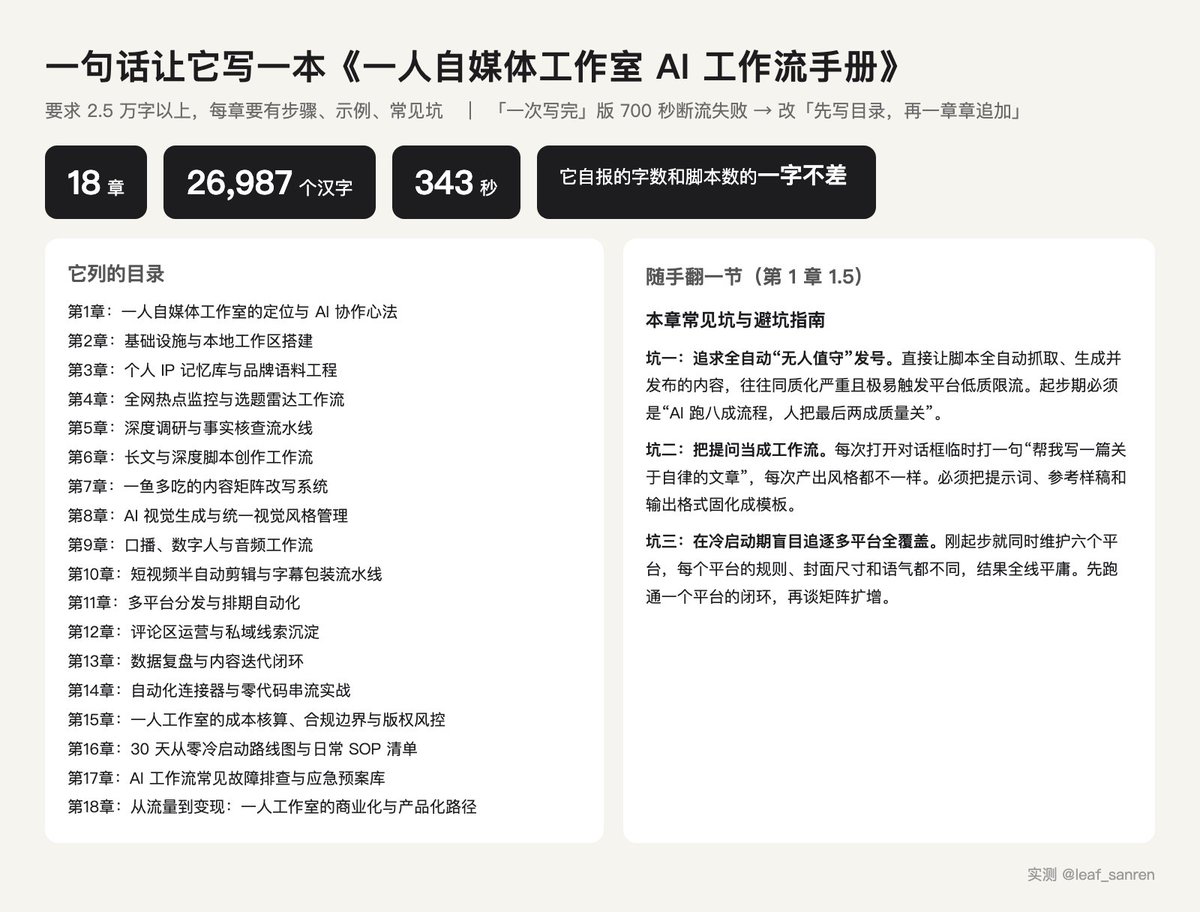 一句话让它写一本《一人自媒体工作室 AI 工作流手册》
要求 2.5 万字以上，每章要有步骤、示例、常见坑 ｜ 「一次写完」版 700 秒断流失败 → 改「先写目录，再一章章追加」
18 章
26,987 个汉字
343 秒
它自报的字数和脚本数的一字不差
它列的目录
第1章：一人自媒体工作室的定位与 AI 协作心法
第2章：基础设施与本地工作区搭建
第3章：个人 IP 记忆库与品牌语料工程
第4章：全网热点监控与选题雷达工作流
第5章：深度调研与事实核查流水线
第6章：长文与深度脚本创作工作流
第7章：一鱼多吃的内容矩阵改写系统
第8章：AI 视觉生成与统一视觉风格管理
第9章：口播、数字人与音频工作流
第10章：短视频半自动剪辑与字幕包装流水线
第11章：多平台分发与排期自动化
第12章：评论区运营与私域线索沉淀
第13章：数据复盘与内容迭代闭环
第14章：自动化连接器与零代码串流实战
第15章：一人工作室的成本核算、合规边界与版权风控
第16章：30 天从零冷启动路线图与日常 SOP 清单
第17章：AI 工作流常见故障排查与应急预案库
第18章：从流量到变现：一人工作室的商业化与产品化路径
随手翻一节（第 1 章 1.5）
本章常见坑与避坑指南
坑一：追求全自动“无人值守”发号。直接让脚本全自动抓取、生成并
发布的内容，往往同质化严重且极易触发平台低质限流。起步期必须
是“AI 跑八成流程，人把最后两成质量关”。
坑二：把提问当成工作流。每次打开对话框临时打一句“帮我写一篇关
于自律的文章”，每次产出风格都不一样。必须把提示词、参考样稿和
输出格式固化成模板。
坑三：在冷启动期盲目追逐多平台全覆盖。刚起步就同时维护六个平
台，每个平台的规则、封面尺寸和语气都不同，结果全线平庸。先跑
通一个平台的闭环，再谈矩阵扩增。
实测 @leaf_sanren